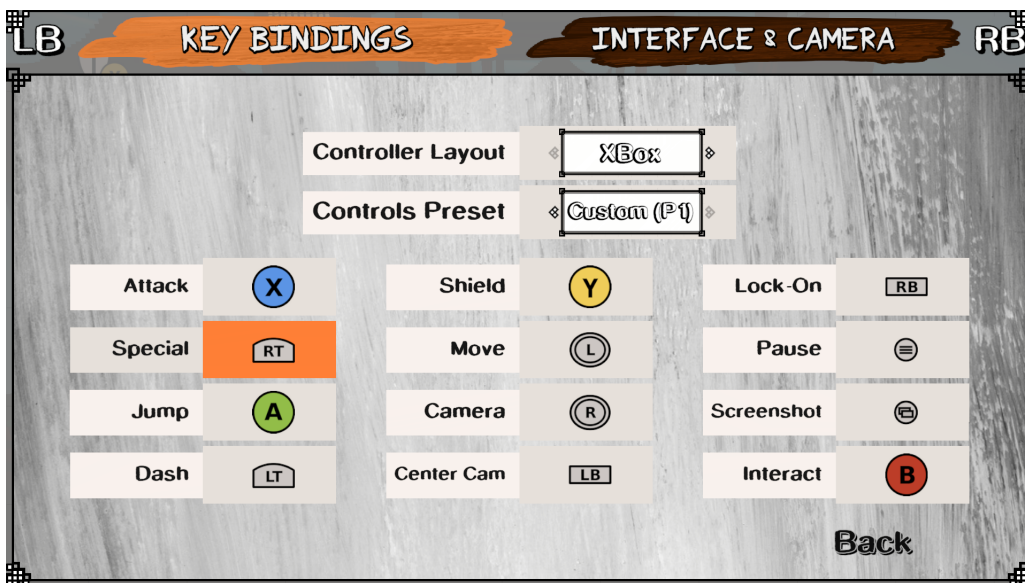 LB KEY BINDINGS INTERFACE & CAMERA RB
Controller Layout XBox
Controls Preset Custom (P1)
Attack X Shield Y Lock-On RB
Special RT Move L Pause
Jump A Camera R Screenshot
Dash LT Center Cam LB Interact B
Back